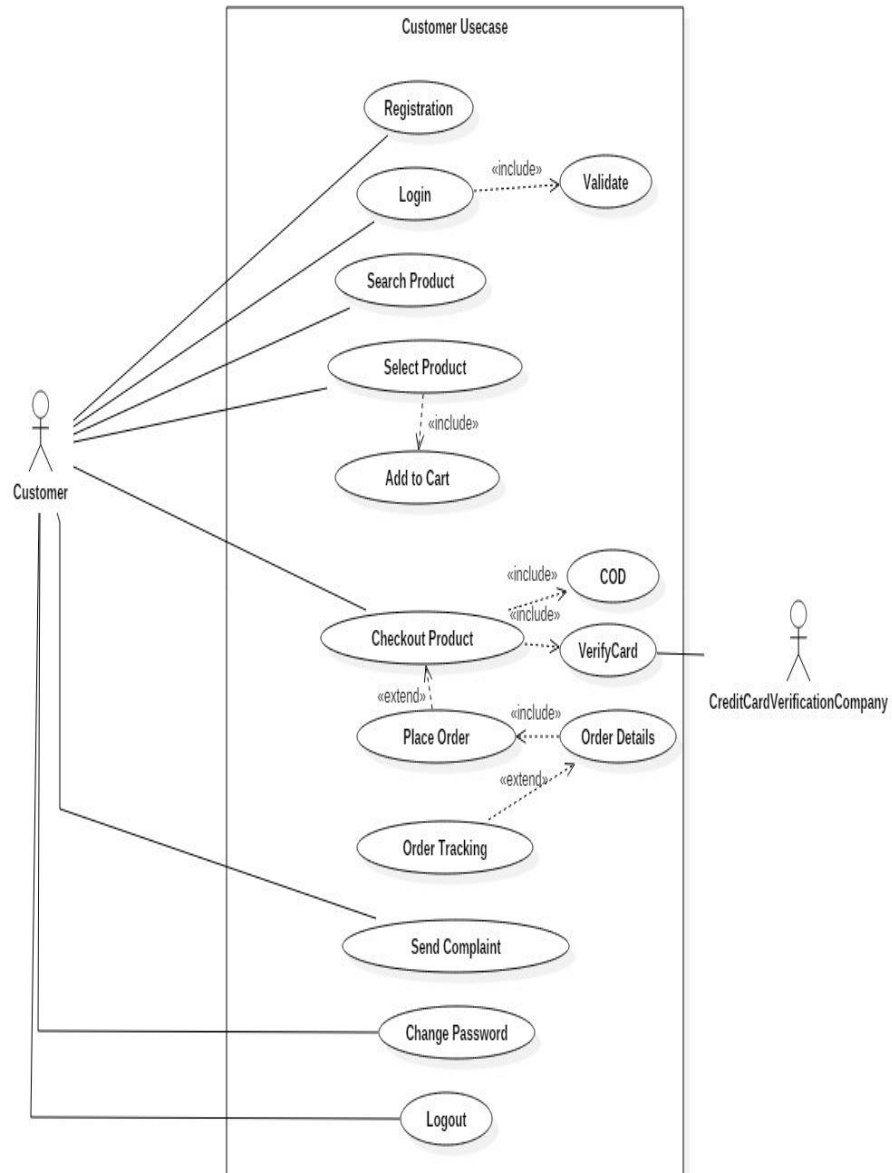 Customer Usecase
Registration
«include»
Login
Validate
Search Product
Select Product
«include»
Customer
Add to Cart
«include»
COD
«include»
Checkout Product
VerifyCard
«extend»
CreditCardVerificationCompany
«include»
Place Order
Order Details
«extend»
Order Tracking
Send Complaint
Change Password
Logout